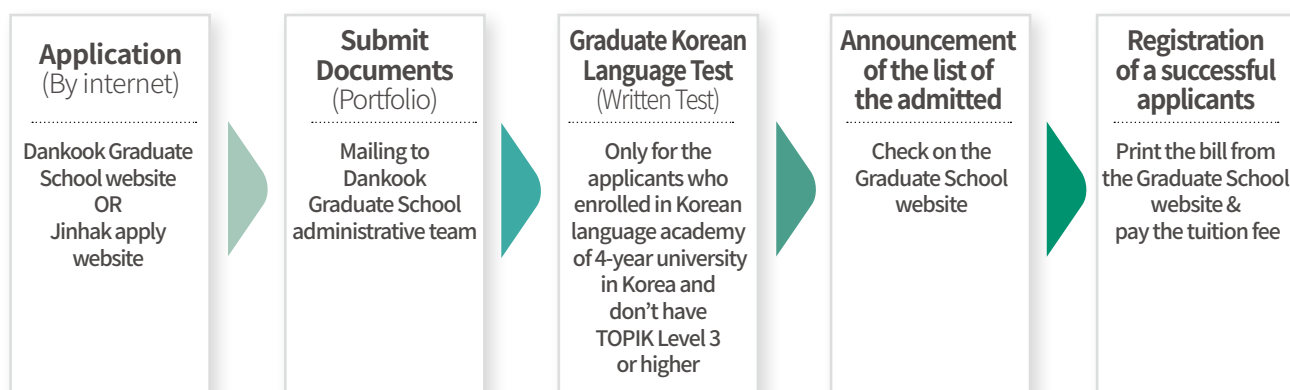 Application
(By internet)
Dankook Graduate
School website
OR
Jinhak apply
website
Submit
Documents
(Portfolio)
Mailing to
Dankook
Graduate School
administrative team
Graduate Korean
Language Test
(Written Test)
Only for the
applicants who
enrolled in Korean
language academy
of 4-year university
in Korea and
don't have
TOPIK Level 3
or higher
Announcement
of the list of
the admitted
Check on the
Graduate School
website
Registration
of a successful
applicants
Print the bill from
the Graduate School
website &
pay the tuition fee